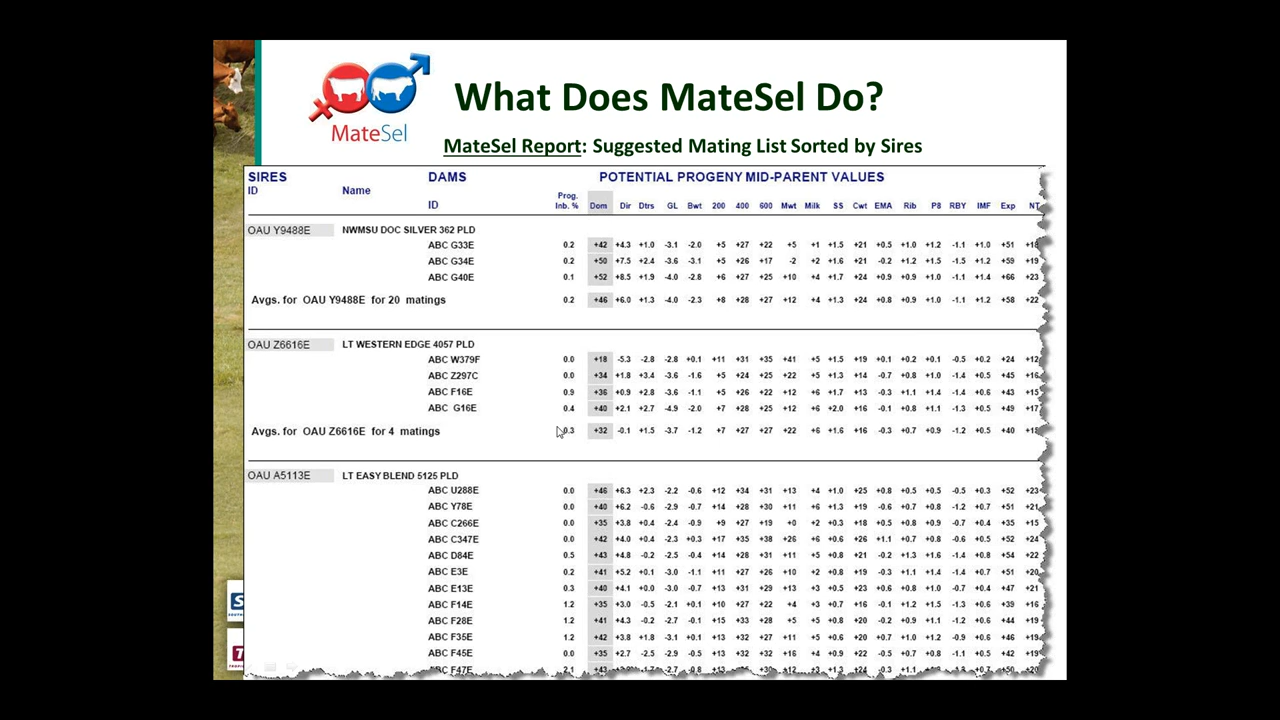 What Does MateSel Do?
MateSel
MateSel Report: Suggested Mating List Sorted by Sires
SIRES DAMS POTENTIAL PROGENY MID-PARENT VALUES
ID Name ID Prog. Inb. % Dom Dir Dtrs GL Bwt 200 400 600 Mwt Milk SS Cwt EMA Rib P8 RBY IMF Exp NT
OAU Y9488E NWMSU DOC SILVER 362 PLD
ABC G33E 0.2 +42 +4.3 +1.0 -3.1 -2.0 +5 +27 +22 +5 +1 +1.5 +21 +0.5 +1.0 +1.2 -1.1 +1.0 +51 +18
ABC G34E 0.2 +50 +7.5 +2.4 -3.6 -3.1 +5 +26 +17 -2 +2 +1.6 +21 -0.2 +1.2 +1.5 -1.5 +1.2 +59 +19
ABC G40E 0.1 +52 +8.5 +1.9 -4.0 -2.8 +6 +27 +25 +10 +4 +1.7 +24 +0.9 +0.9 +1.0 -1.1 +1.4 +66 +23
Avgs. for OAU Y9488E for 20 matings 0.2 +46 +6.0 +1.3 -4.0 -2.3 +8 +28 +27 +12 +4 +1.3 +24 +0.8 +0.9 +1.0 -1.1 +1.2 +58 +22
OAU Z6616E LT WESTERN EDGE 4057 PLD
ABC W379F 0.0 +18 -5.3 -2.8 -2.8 +0.1 +11 +31 +35 +41 +5 +1.5 +19 +0.1 +0.2 +0.1 -0.5 +0.2 +24 +12
ABC Z297C 0.0 +34 +1.8 +3.4 -3.6 -1.6 +5 +24 +25 +22 +5 +1.3 +14 -0.7 +0.8 +1.0 -1.4 +0.5 +45 +16
ABC F16E 0.9 +36 +0.9 +2.8 -3.6 -1.1 +5 +25 +22 +12 +6 +1.7 +13 -0.3 +1.1 +1.4 -1.4 +0.6 +43 +15
ABC G16E 0.4 +40 +2.1 +2.7 -4.9 -2.0 +7 +28 +25 +12 +6 +2.0 +16 -0.1 +0.8 +1.1 -1.3 +0.5 +49 +17
Avgs. for OAU Z6616E for 4 matings 0.3 +32 -0.1 +1.5 -3.7 -1.2 +7 +27 +27 +22 +6 +1.6 +16 -0.3 +0.7 +0.9 -1.2 +0.5 +40
OAU A5113E LT EASY BLEND 5125 PLD
ABC U288E 0.0 +46 +6.3 +2.3 -2.2 -0.6 +12 +34 +31 +13 +4 +1.0 +25 +0.8 +0.5 +0.5 -0.5 +0.3 +52 +23
ABC Y78E 0.0 +40 +6.2 -0.6 -2.9 -0.7 +14 +28 +30 +11 +6 +1.3 +19 -0.6 +0.7 +0.8 -1.2 +0.7 +51 +21
ABC C266E 0.0 +35 +3.8 +0.4 -2.4 -0.9 +9 +27 +19 +0 +2 +0.3 +18 +0.5 +0.8 +0.9 -0.7 +0.4 +35 +15
ABC C347E 0.0 +42 +4.0 +0.4 -2.3 +0.3 +17 +35 +38 +26 +6 +0.6 +26 +1.1 +0.7 +0.8 -0.6 +0.5 +52 +24
ABC D84E 0.5 +43 +4.8 -0.2 -2.5 -0.4 +14 +28 +31 +11 +5 +0.8 +21 -0.2 +1.3 +1.6 -1.4 +0.8 +54 +22
ABC E3E 0.2 +41 +5.2 +0.1 -3.0 -1.1 +11 +27 +26 +10 +2 +0.8 +19 -0.3 +1.1 +1.4 -1.4 +0.7 +51 +20
ABC E13E 0.3 +40 +4.1 +0.0 -3.0 -0.7 +13 +31 +29 +13 +3 +0.5 +23 +0.6 +0.8 +1.0 -0.7 +0.4 +47 +21
ABC F14E 1.2 +35 +3.0 -0.5 -2.1 +0.1 +10 +27 +22 +4 +3 +0.7 +16 -0.1 +1.2 +1.5 -1.3 +0.6 +39 +16
ABC F28E 1.2 +41 +4.3 -0.2 -2.7 -0.1 +15 +33 +28 +5 +5 +0.8 +20 -0.2 +0.9 +1.1 -1.2 +0.6 +44 +19
ABC F35E 1.2 +42 +3.8 +1.8 -3.1 +0.1 +13 +32 +27 +11 +5 +0.6 +20 +0.7 +1.0 +1.2 -0.9 +0.6 +46 +19
ABC F45E 0.0 +35 +2.7 -2.5 -2.9 -0.5 +13 +32 +32 +16 +4 +0.9 +22 -0.5 +0.7 +0.8 -1.1 +0.5 +42 +19
ABC F47E 2.1 +43 -2.7 -0.8 +12